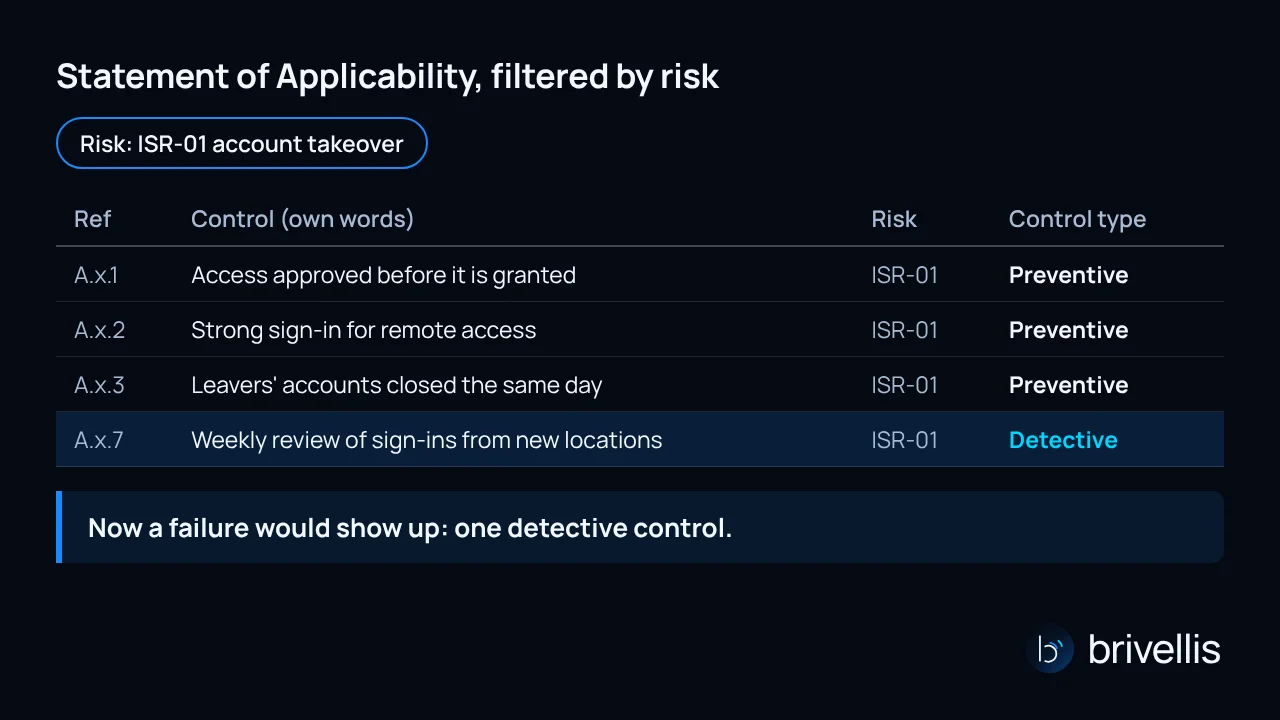 Statement of Applicability, filtered by risk
Risk: ISR-01 account takeover
Ref Control (own words) Risk Control type
A.x.1 Access approved before it is granted ISR-01 Preventive
A.x.2 Strong sign-in for remote access ISR-01 Preventive
A.x.3 Leavers' accounts closed the same day ISR-01 Preventive
A.x.7 Weekly review of sign-ins from new locations ISR-01 Detective
Now a failure would show up: one detective control.
brivellis